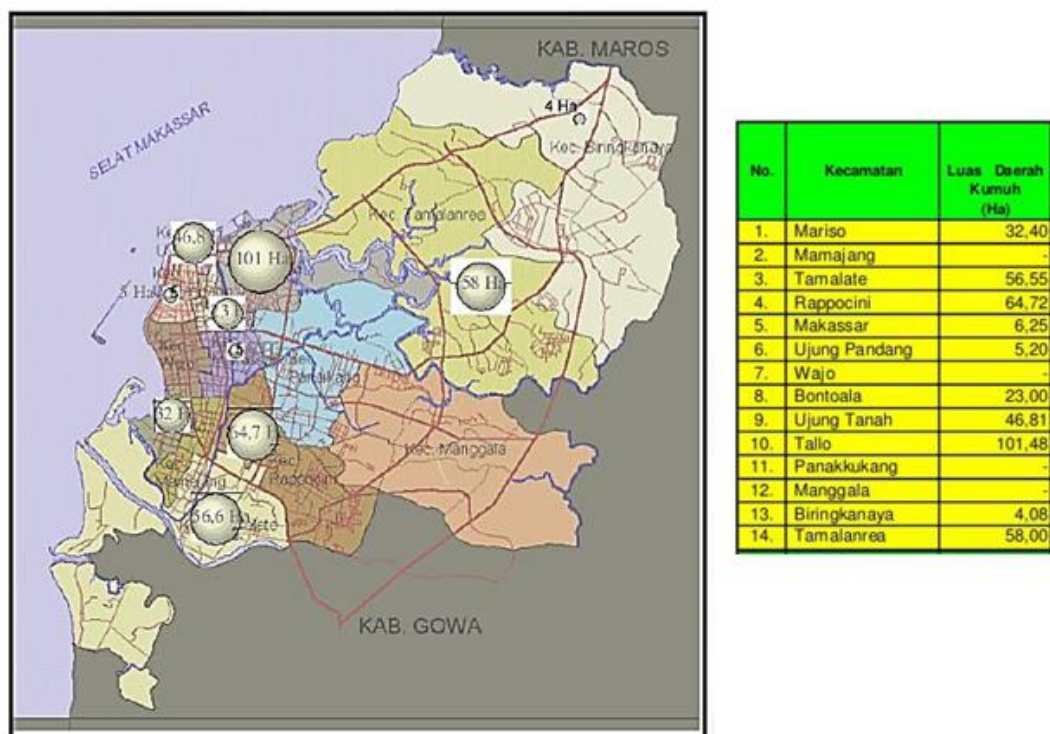 KAB. MAROS
4 Ha
SELAT MAKASSAR
Kec. Biringkanaya
Kec. Tamalanrea
46,8
101 Ha
58 Ha
5 Ha
Kec. Manggala
Rappocini
56,6 Ha
KAB. GOWA
No. Kecamatan Luas Daerah Kumuh (Ha)
1. Mariso 32,40
2. Mamajang -
3. Tamalate 56,55
4. Rappocini 64,72
5. Makassar 6,25
6. Ujung Pandang 5,20
7. Wajo -
8. Bontoala 23,00
9. Ujung Tanah 46,81
10. Tallo 101,48
11. Panakkukang -
12. Manggala -
13. Biringkanaya 4,08
14. Tamalanrea 58,00